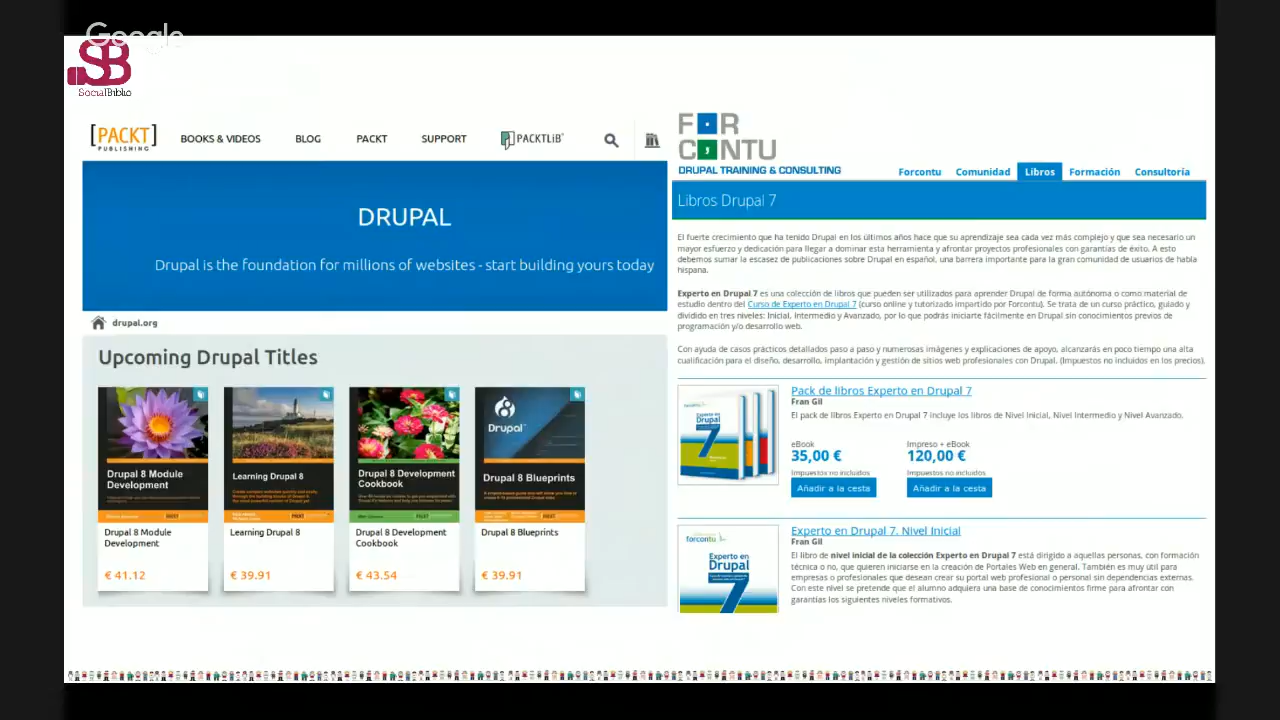 Google
SB
SocialBiblio
[PACKT]
PUBLISHING
BOOKS & VIDEOS
BLOG
PACKT
SUPPORT
PACKTLiB
DRUPAL
Drupal is the foundation for millions of websites - start building yours today
drupal.org
Upcoming Drupal Titles
Drupal 8 Module
Development
Learning Drupal 8
Drupal 8 Development
Cookbook
Drupal
Drupal 8 Blueprints
Drupal 8 Module
Development
€ 41.12
Learning Drupal 8
€ 39.91
Drupal 8 Development
Cookbook
€ 43.54
Drupal 8 Blueprints
€ 39.91
FOR
CONTU
DRUPAL TRAINING & CONSULTING
Forcontu
Comunidad
Libros
Formación
Consultoría
Libros Drupal 7
El fuerte crecimiento que ha tenido Drupal en los últimos años hace que su aprendizaje sea cada vez más complejo y que sea necesario un
mayor esfuerzo y dedicación para llegar a dominar esta herramienta y afrontar proyectos profesionales con garantías de éxito. A esto
debemos sumar la escasez de publicaciones sobre Drupal en español, una barrera importante para la gran comunidad de usuarios de habla
hispana.
Experto en Drupal 7 es una colección de libros que pueden ser utilizados para aprender Drupal de forma autónoma o como material de
estudio dentro del Curso de Experto en Drupal 7 (curso online y tutorizado impartido por Forcontu). Se trata de un curso práctico, guiado y
dividido en tres niveles: Inicial, Intermedio y Avanzado, por lo que podrás iniciarte fácilmente en Drupal sin conocimientos previos de
programación y/o desarrollo web.
Con ayuda de casos prácticos detallados paso a paso y numerosas imágenes y explicaciones de apoyo, alcanzarás en poco tiempo una alta
cualificación para el diseño, desarrollo, implantación y gestión de sitios web profesionales con Drupal. (Impuestos no incluidos en los precios).
Experto en
Drupal
7
Pack de libros Experto en Drupal 7
Fran Gil
El pack de libros Experto en Drupal 7 incluye los libros de Nivel Inicial, Nivel Intermedio y Nivel Avanzado.
eBook
35,00 €
Impuestos no incluidos
Añadir a la cesta
Impreso + eBook
120,00 €
Impuestos no incluidos
Añadir a la cesta
forcontu
Experto en
Drupal
7
Experto en Drupal 7. Nivel Inicial
Fran Gil
El libro de nivel inicial de la colección Experto en Drupal 7 está dirigido a aquellas personas, con formación
técnica o no, que quieren iniciarse en la creación de Portales Web en general. También es muy útil para
empresas o profesionales que desean crear su portal web profesional o personal sin dependencias externas.
Con este nivel se pretende que el alumno adquiera una base de conocimientos firme para afrontar con
garantías los siguientes niveles formativos.